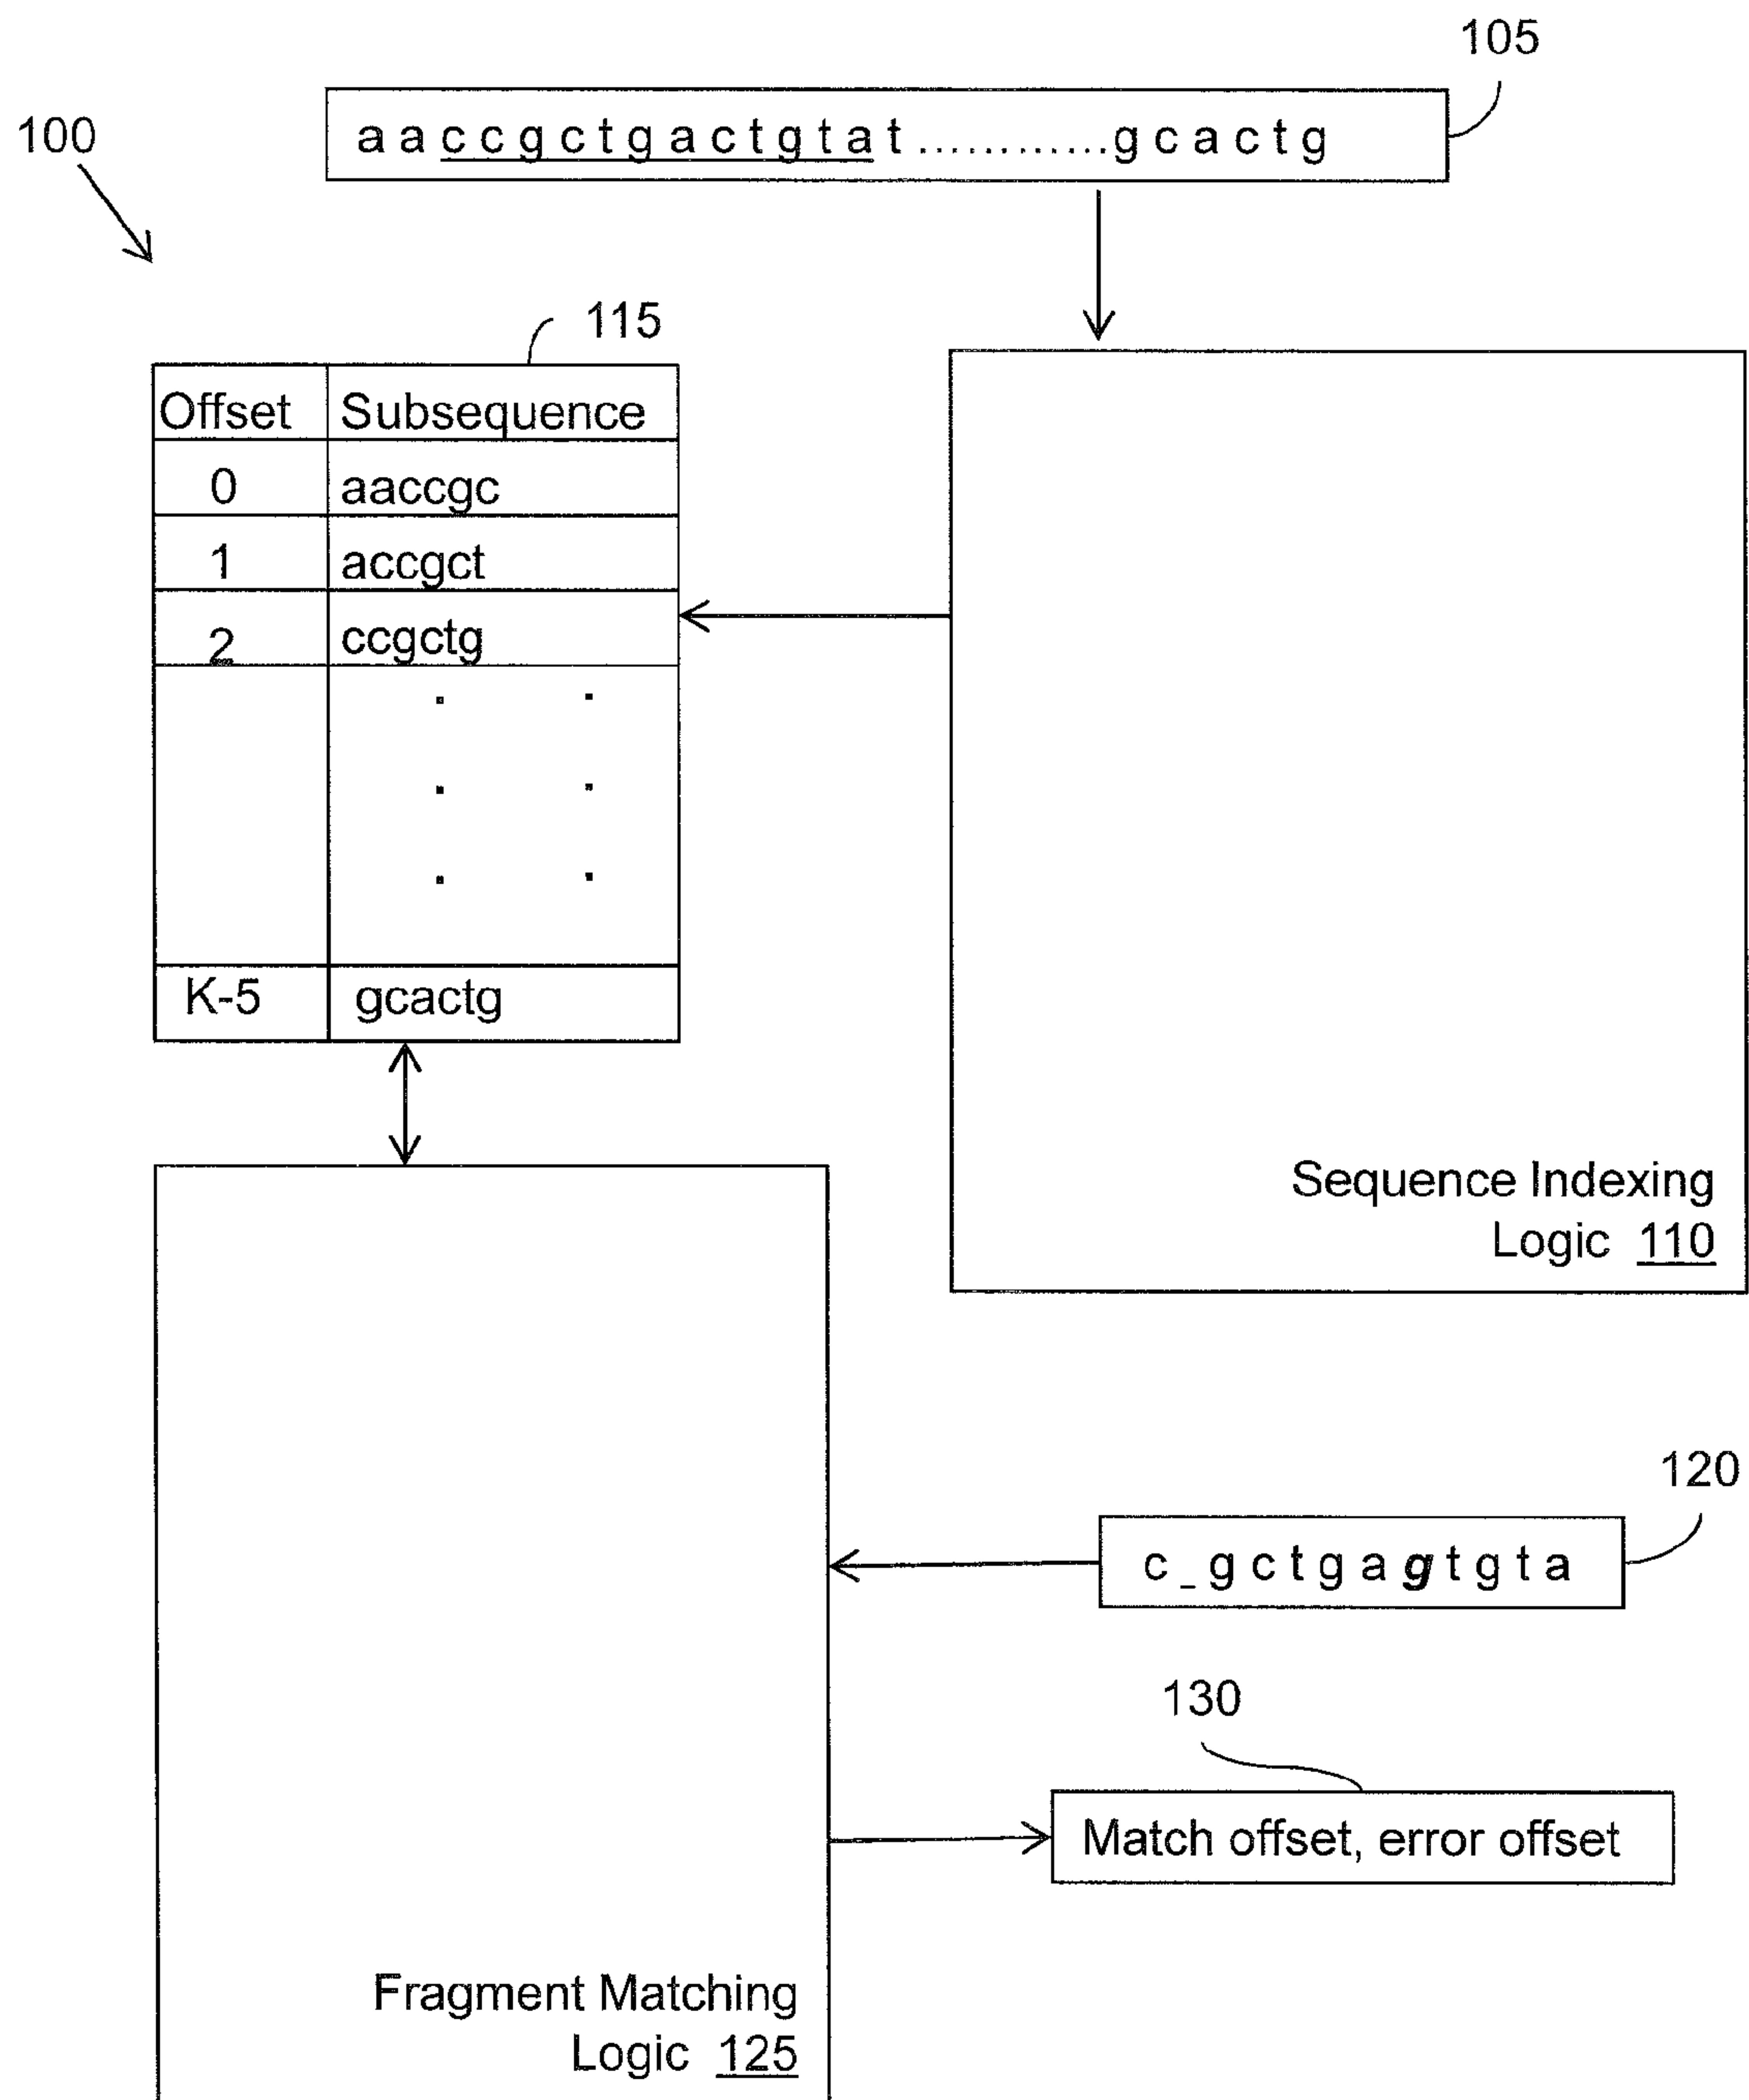 105
100
a a c c g c t g a c t g t a t ............ g c a c t g
115
Offset Subsequence
0 aaccgc
1 accgct
2 ccgctg
K-5 gcactg
Sequence Indexing
Logic 110
120
c _ g c t g a g t g t a
130
Match offset, error offset
Fragment Matching
Logic 125